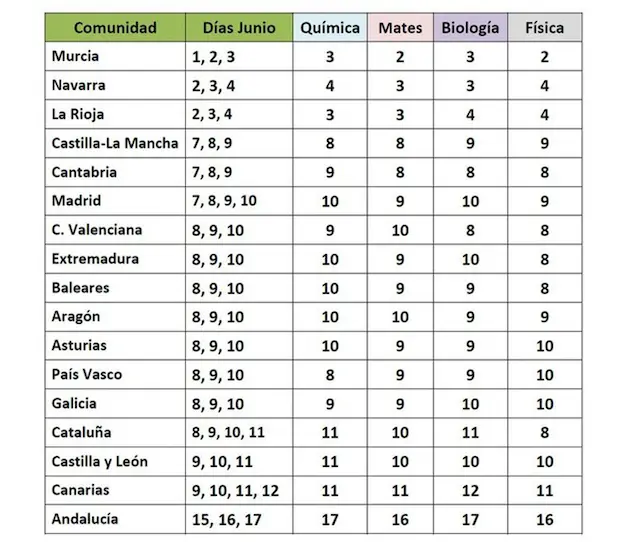 Comunidad Días Junio Química Mates Biología Física
Murcia 1, 2, 3 3 2 3 2
Navarra 2, 3, 4 4 3 3 4
La Rioja 2, 3, 4 3 3 4 4
Castilla-La Mancha 7, 8, 9 8 8 9 9
Cantabria 7, 8, 9 9 8 8 8
Madrid 7, 8, 9, 10 10 9 10 9
C. Valenciana 8, 9, 10 9 10 8 8
Extremadura 8, 9, 10 10 9 10 8
Baleares 8, 9, 10 10 9 9 8
Aragón 8, 9, 10 10 10 9 9
Asturias 8, 9, 10 10 9 9 10
País Vasco 8, 9, 10 8 9 9 10
Galicia 8, 9, 10 9 9 10 10
Cataluña 8, 9, 10, 11 11 10 11 8
Castilla y León 9, 10, 11 11 10 10 10
Canarias 9, 10, 11, 12 11 11 12 11
Andalucía 15, 16, 17 17 16 17 16